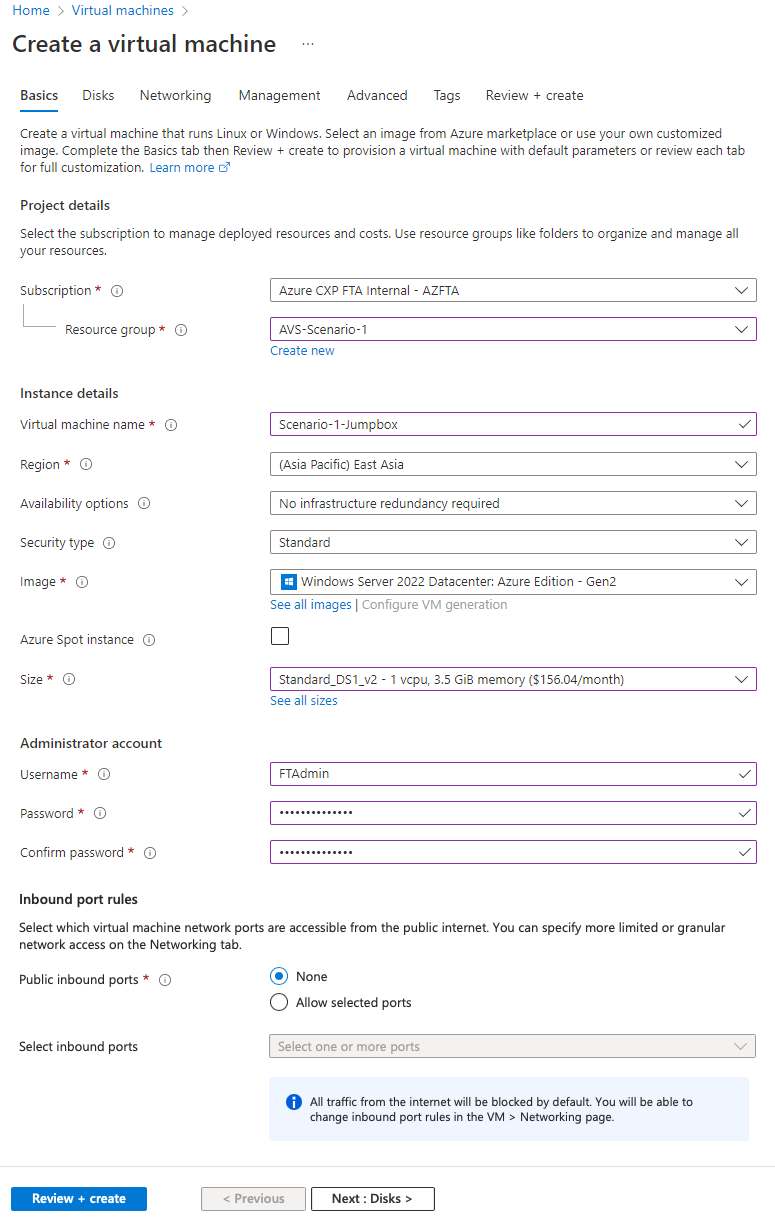 Home > Virtual machines >
Create a virtual machine ...
Basics Disks Networking Management Advanced Tags Review + create
Create a virtual machine that runs Linux or Windows. Select an image from Azure marketplace or use your own customized
image. Complete the Basics tab then Review + create to provision a virtual machine with default parameters or review each tab
for full customization. Learn more
Project details
Select the subscription to manage deployed resources and costs. Use resource groups like folders to organize and manage all
your resources.
Subscription * Azure CXP FTA Internal - AZFTA
Resource group * AVS-Scenario-1
Create new
Instance details
Virtual machine name * Scenario-1-Jumpbox
Region * (Asia Pacific) East Asia
Availability options No infrastructure redundancy required
Security type Standard
Image * Windows Server 2022 Datacenter: Azure Edition - Gen2
See all images | Configure VM generation
Azure Spot instance
Size * Standard_DS1_v2 - 1 vcpu, 3.5 GiB memory ($156.04/month)
See all sizes
Administrator account
Username * FTAdmin
Password * ••••••••••••••
Confirm password * ••••••••••••••
Inbound port rules
Select which virtual machine network ports are accessible from the public internet. You can specify more limited or granular
network access on the Networking tab.
Public inbound ports * None
Allow selected ports
Select inbound ports Select one or more ports
All traffic from the internet will be blocked by default. You will be able to
change inbound port rules in the VM > Networking page.
Review + create < Previous Next : Disks >